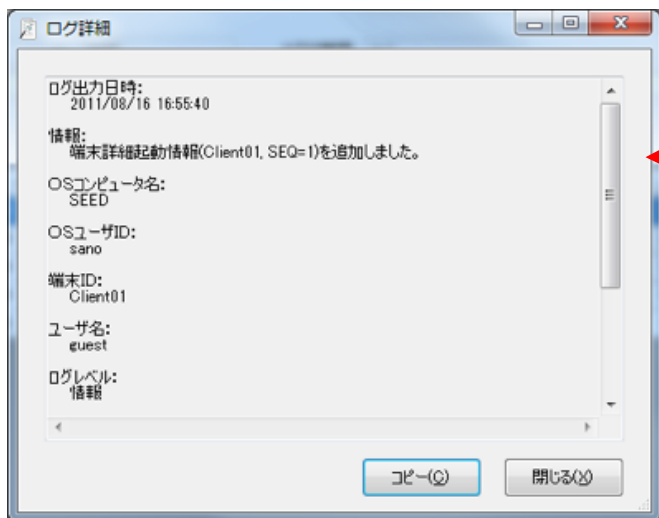 ログ詳細
ログ出力日時:
2011/08/16 16:55:40
情報:
端末詳細起動情報(Client01, SEQ=1)を追加しました。
OSコンピュータ名:
SEED
OSユーザID:
sano
端末ID:
Client01
ユーザ名:
guest
ログレベル:
情報
コピー(C) 閉じる(X)